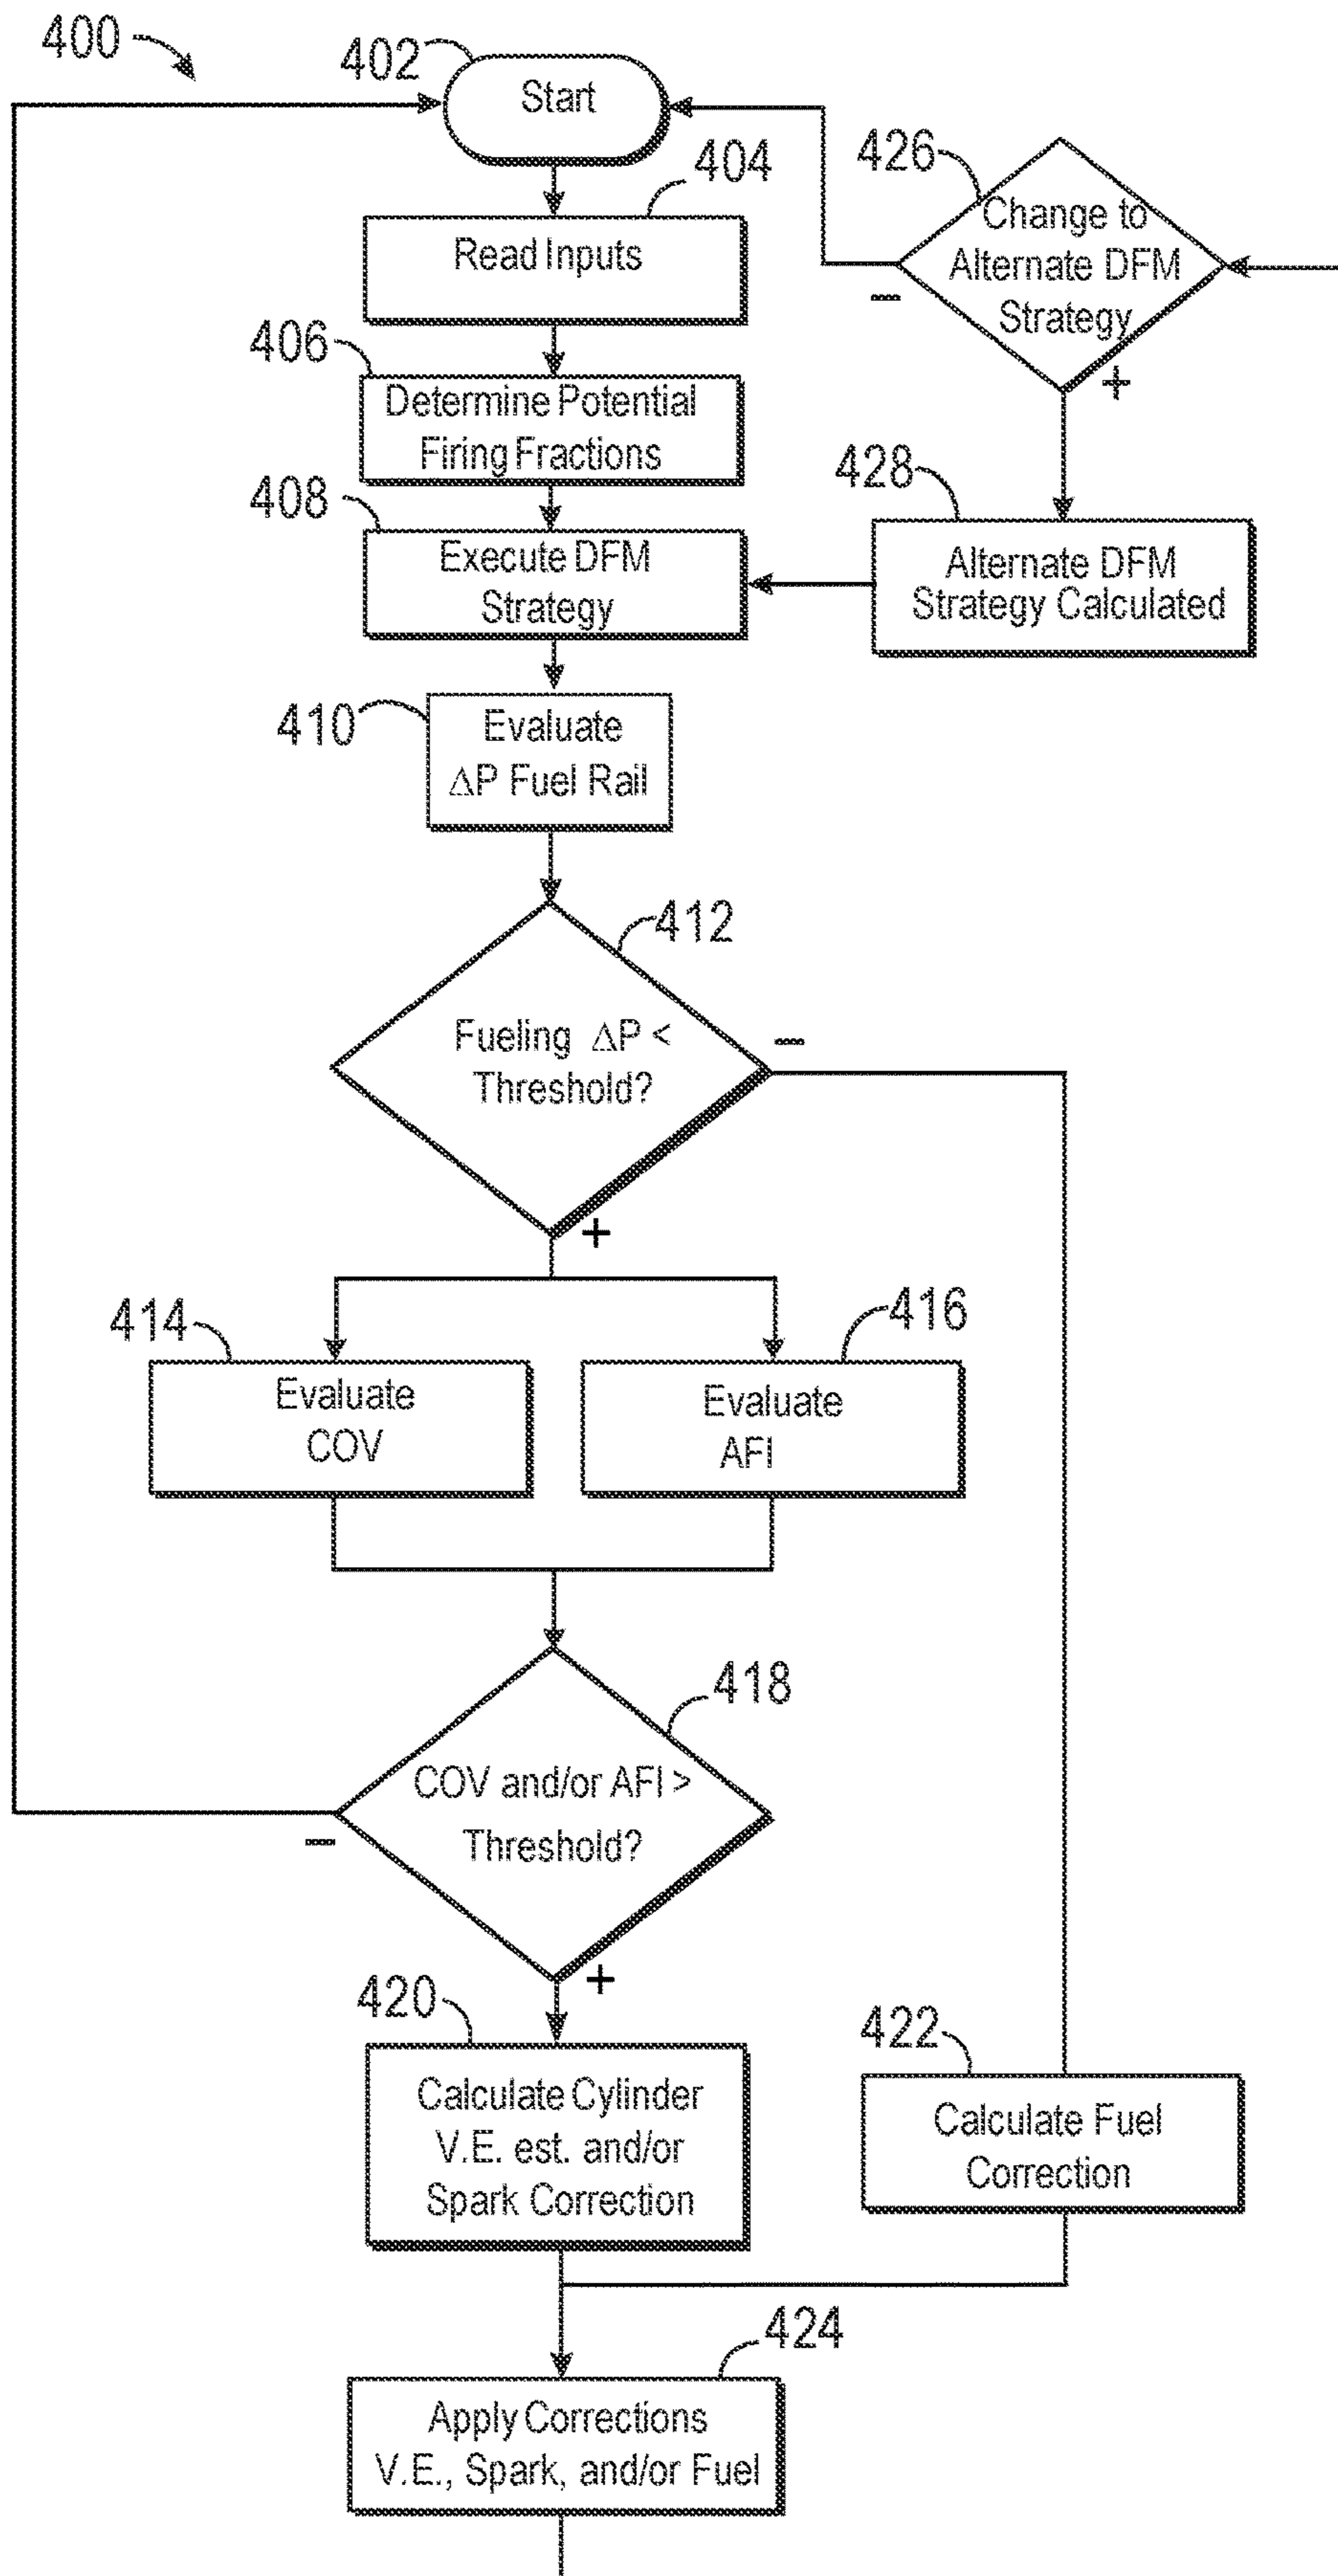 400
402
Start
404
Read Inputs
426
Change to
Alternate DFM
Strategy
–
+
406
Determine Potential
Firing Fractions
408
Execute DFM
Strategy
428
Alternate DFM
Strategy Calculated
410
Evaluate
ΔP Fuel Rail
412
Fueling ΔP <
Threshold?
–
+
414
Evaluate
COV
416
Evaluate
AFI
418
COV and/or AFI >
Threshold?
–
+
420
Calculate Cylinder
V.E. est. and/or
Spark Correction
422
Calculate Fuel
Correction
424
Apply Corrections
V.E., Spark, and/or Fuel